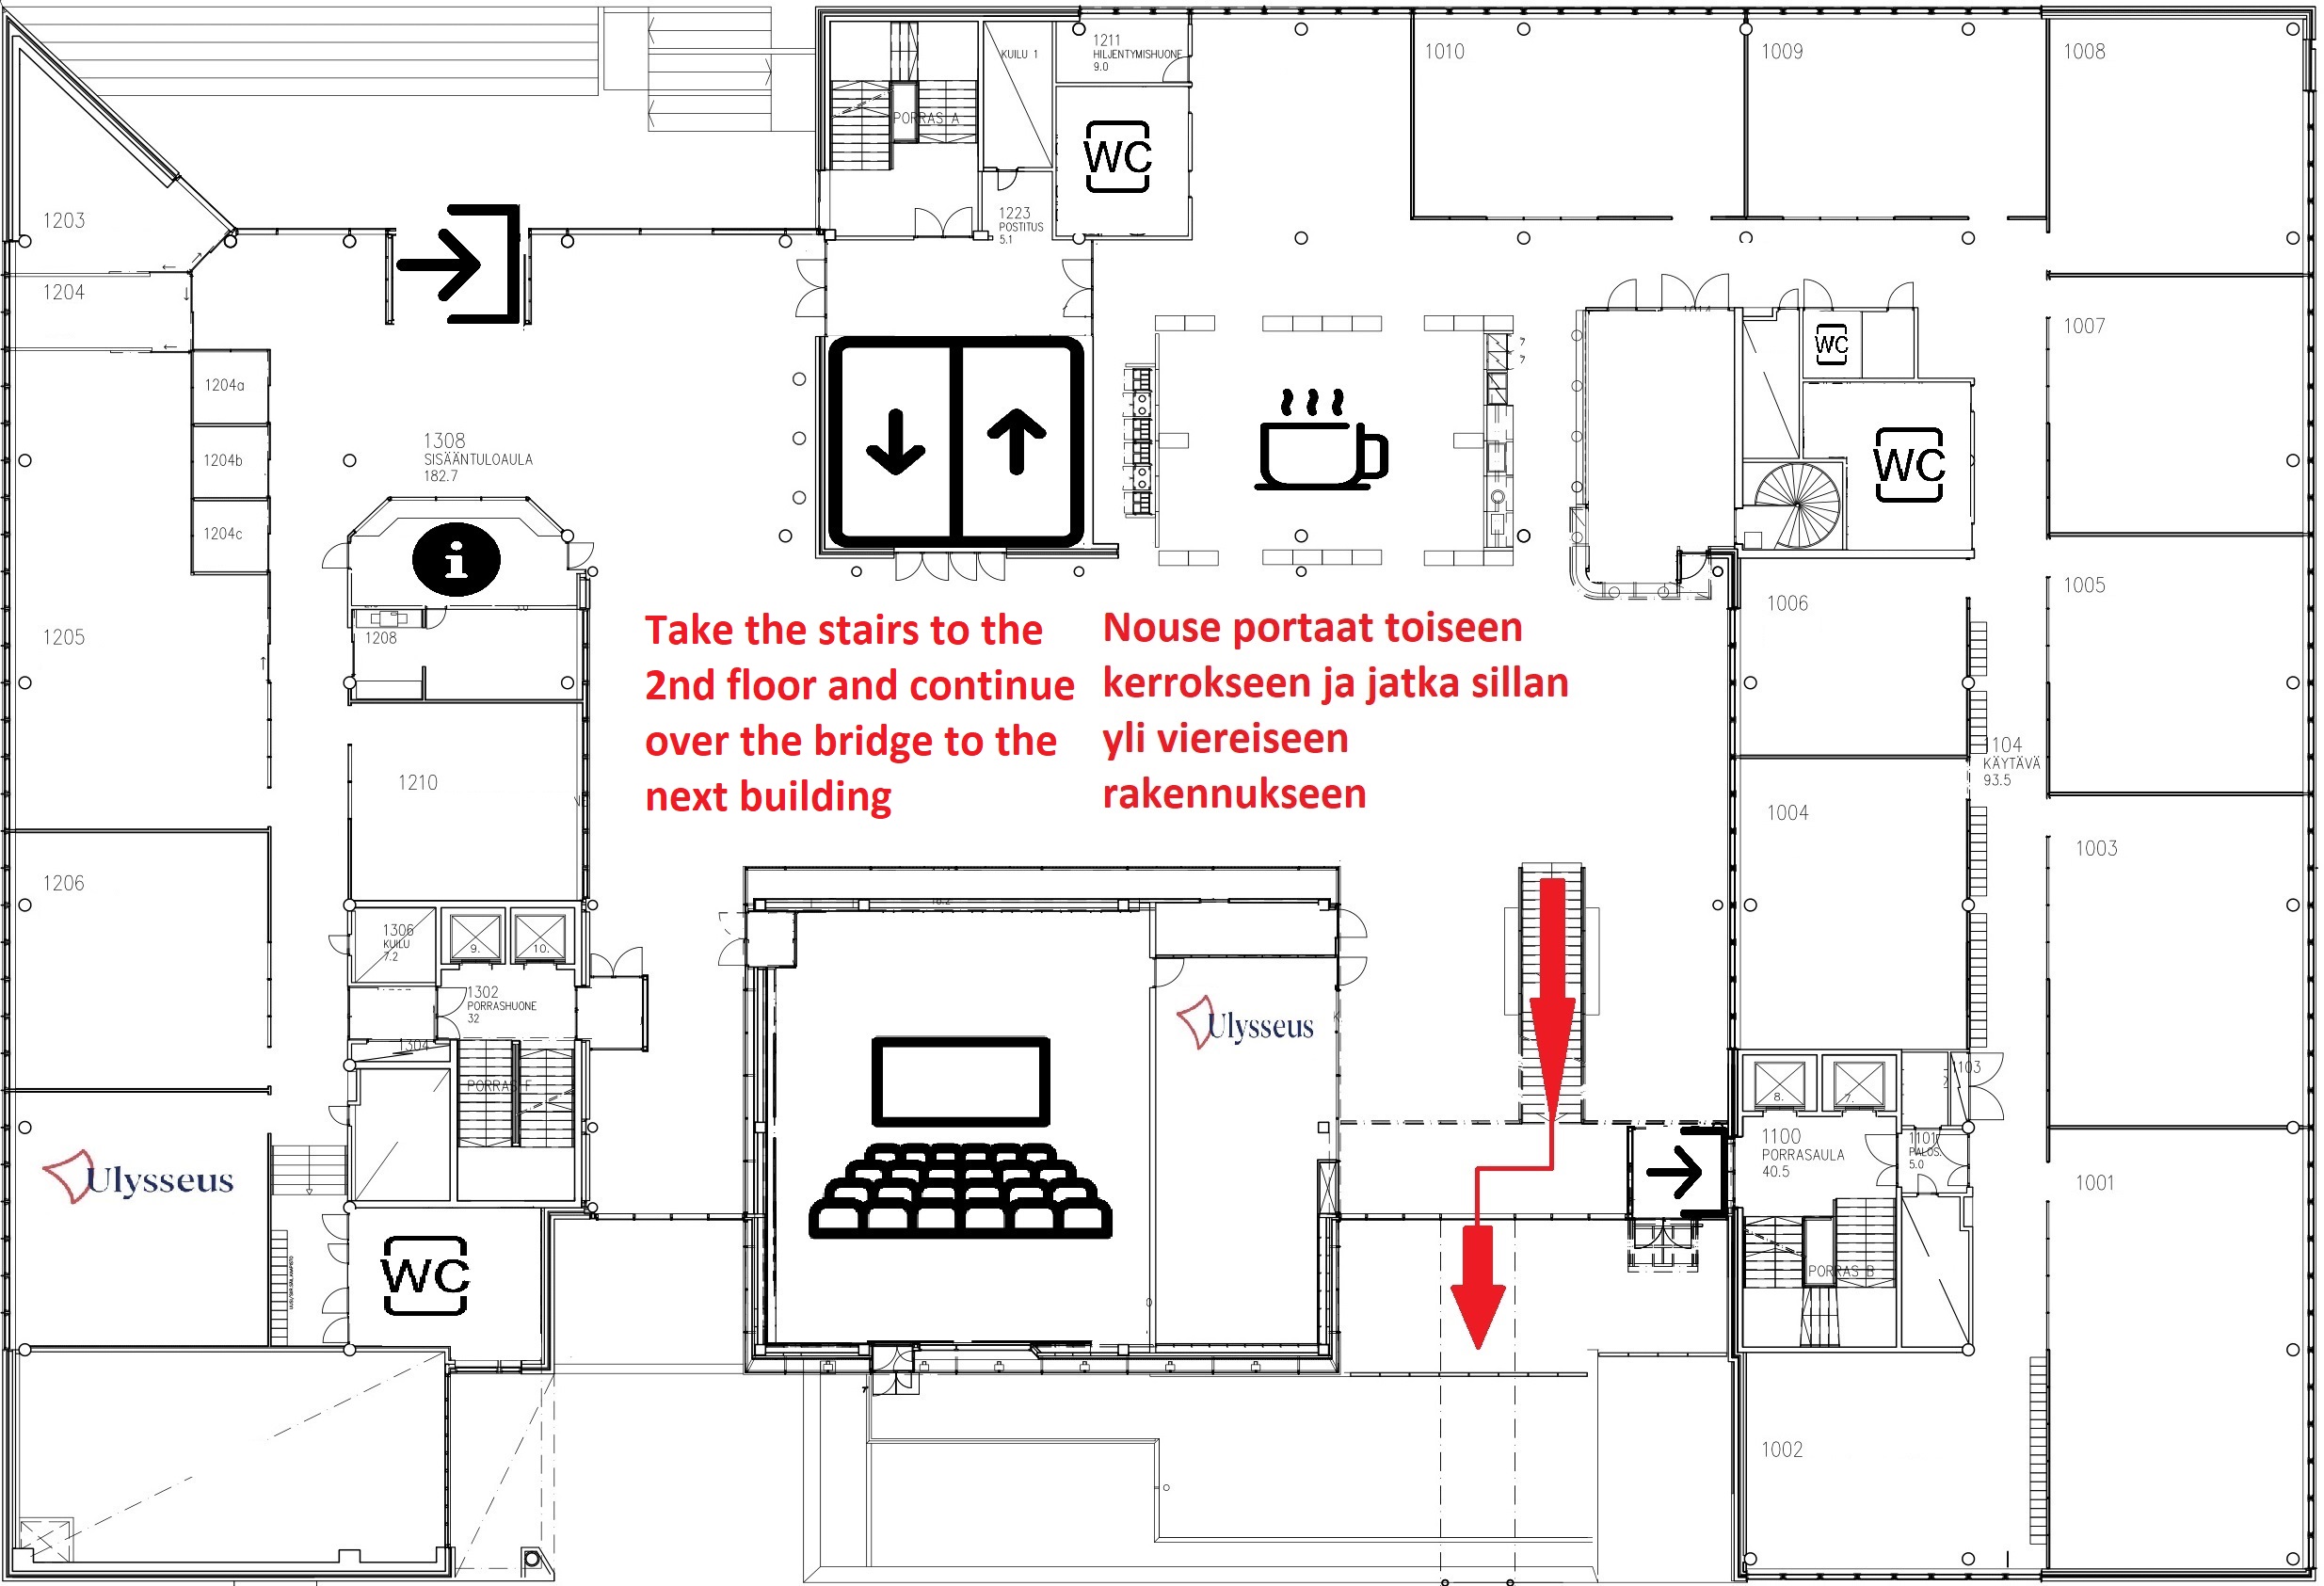 KUILU 1
1211
HILJENTYMISHUONE
9.0
1010
1009
1008
PORRAS A
WC
1203
1223
POSTITUS
5.1
1204
1014
1007
WC
1204a
1308
SISÄÄNTULOAULA
182.7
1204b
WC
1204c
i
1005
1006
1205
1208
Take the stairs to the
2nd floor and continue
over the bridge to the
next building
Nouse portaat toiseen
kerrokseen ja jatka sillan
yli viereiseen
rakennukseen
1104
KÄYTÄVÄ
93.5
1210
1004
1003
1206
1306
KUILU
7.2
9.
10.
1302
PORRASHUONE
32
Ulysseus
1304
PORRAS F
8.
7.
1103
1100
PORRASAULA
40.5
1101
PALOS.
5.0
1001
Ulysseus
WC
PORRAS B
1002